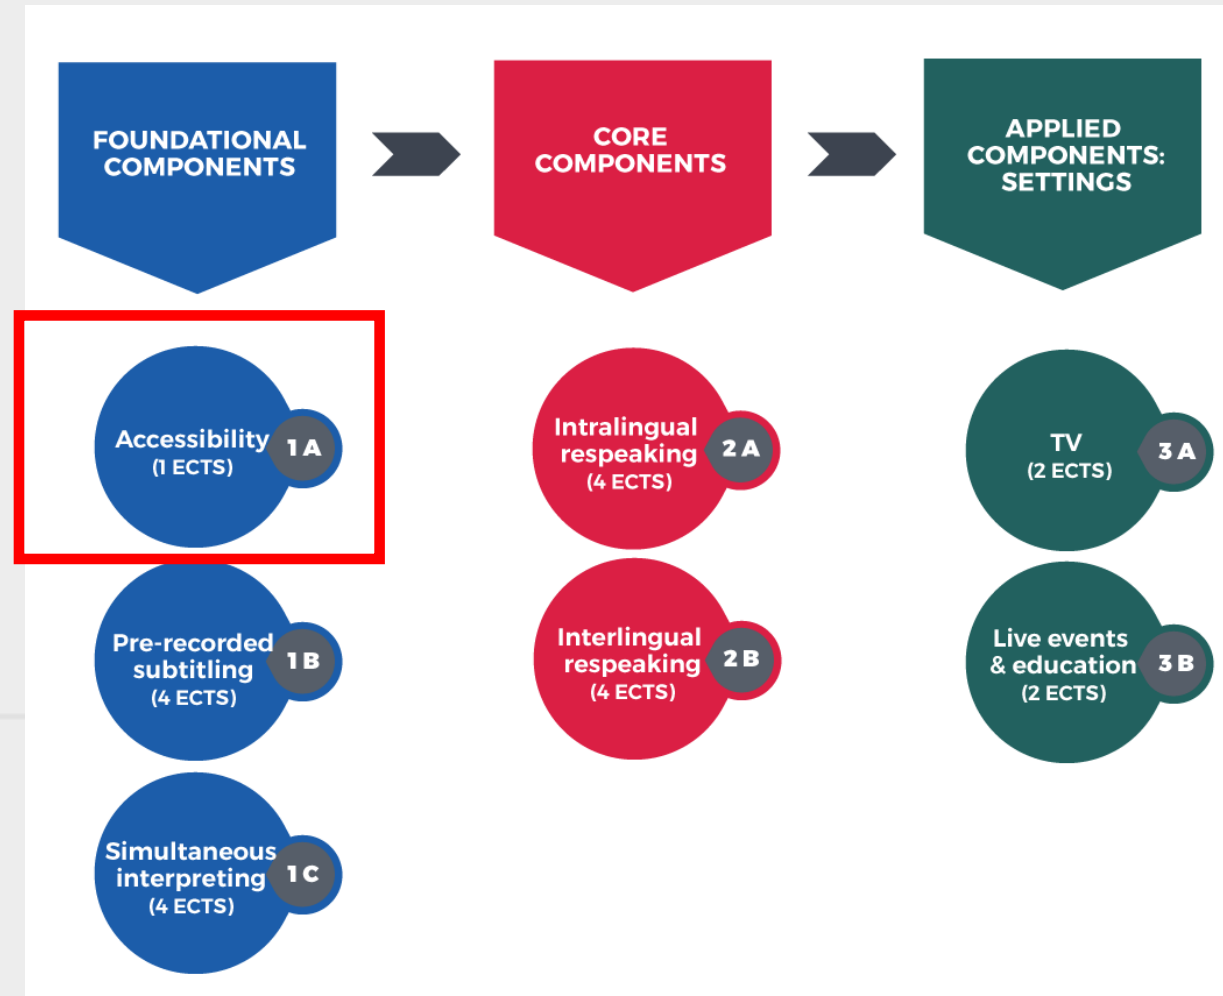 FOUNDATIONAL
COMPONENTS
Accessibility
(1 ECTS)
1 A
Pre-recorded
subtitling
(4 ECTS)
1 B
Simultaneous
interpreting
(4 ECTS)
1 C
CORE
COMPONENTS
Intralingual
respeaking
(4 ECTS)
2 A
Interlingual
respeaking
(4 ECTS)
2 B
APPLIED
COMPONENTS:
SETTINGS
TV
(2 ECTS)
3 A
Live events
& education
(2 ECTS)
3 B